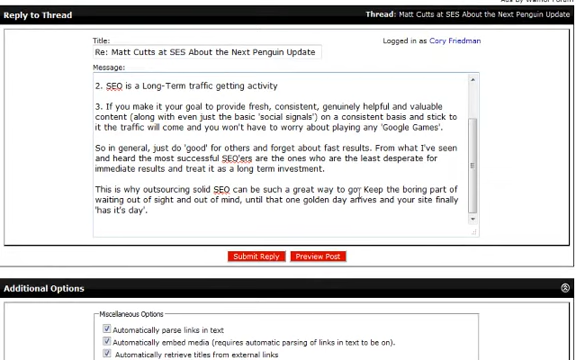 Reply to Thread
Thread: Matt Cutts at SES About the Next Penguin Update
Title:
Logged in as Cory Friedman
Re: Matt Cutts at SES About the Next Penguin Update
Message:
2. SEO is a Long-Term traffic getting activity
3. If you make it your goal to provide fresh, consistent, genuinely helpful and valuable
content (along with even just the basic 'social signals') on a consistent basis and stick to
it the traffic will come and you won't have to worry about playing any 'Google Games'.
So in general, just do 'good' for others and forget about fast results. From what I've seen
and heard the most successful SEO'ers are the ones who are the least desperate for
immediate results and treat it as a long term investment.
This is why outsourcing solid SEO can be such a great way to go! Keep the boring part of
waiting out of sight and out of mind, until that one golden day arrives and your site finally
'has it's day'.
Submit Reply
Preview Post
Additional Options
Miscellaneous Options
Automatically parse links in text
Automatically embed media (requires automatic parsing of links in text to be on).
Automatically retrieve titles from external links